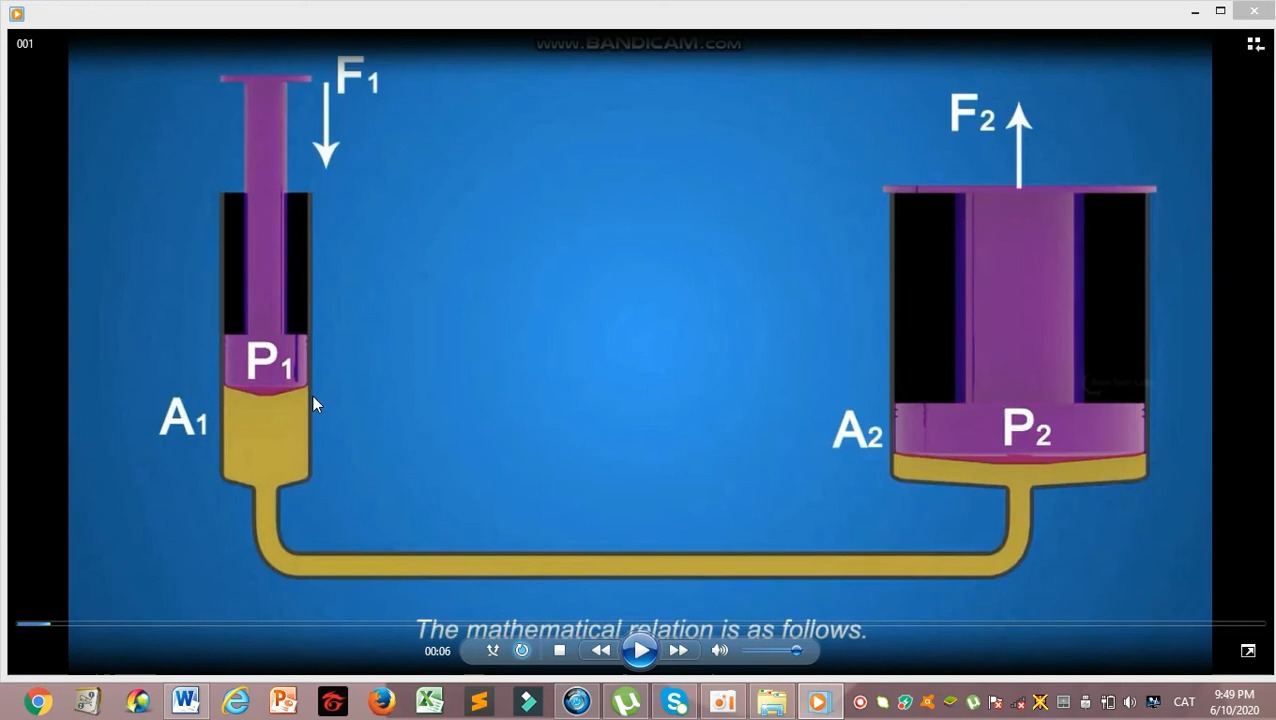 WWW.BANDICAM.COM
001
F1
F2
P1
A1
A2
P2
The mathematical relation is as follows.
00:06
CAT
9:49 PM
6/10/2020